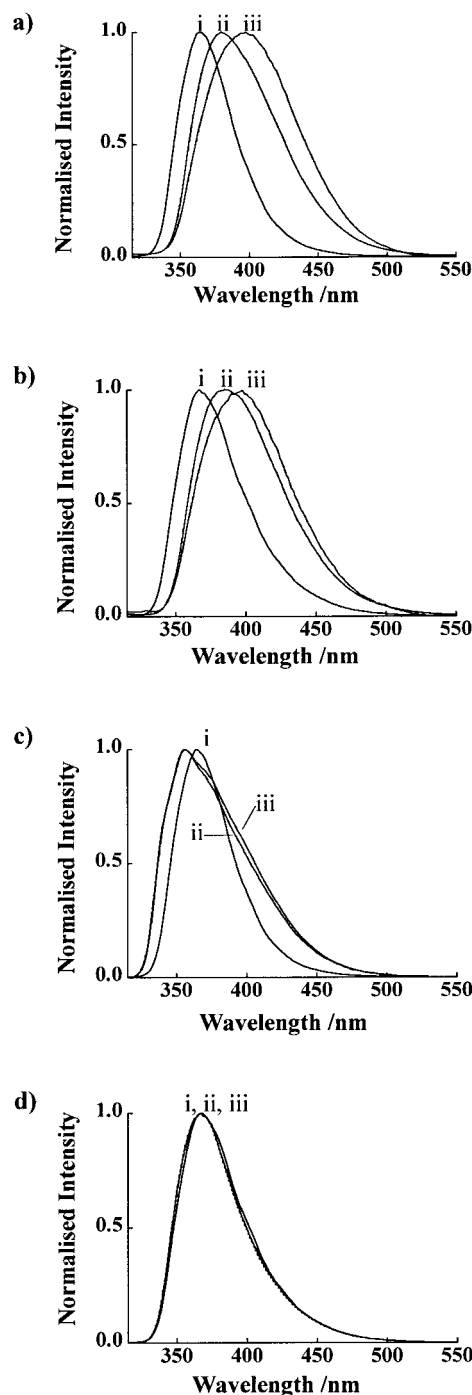 a)
i ii iii
1.0
0.5
0.0
Normalised Intensity
350 400 450 500 550
Wavelength /nm
b)
i ii iii
1.0
0.5
0.0
Normalised Intensity
350 400 450 500 550
Wavelength /nm
c)
i
iii
ii
1.0
0.5
0.0
Normalised Intensity
350 400 450 500 550
Wavelength /nm
d)
i, ii, iii
1.0
0.5
0.0
Normalised Intensity
350 400 450 500 550
Wavelength /nm